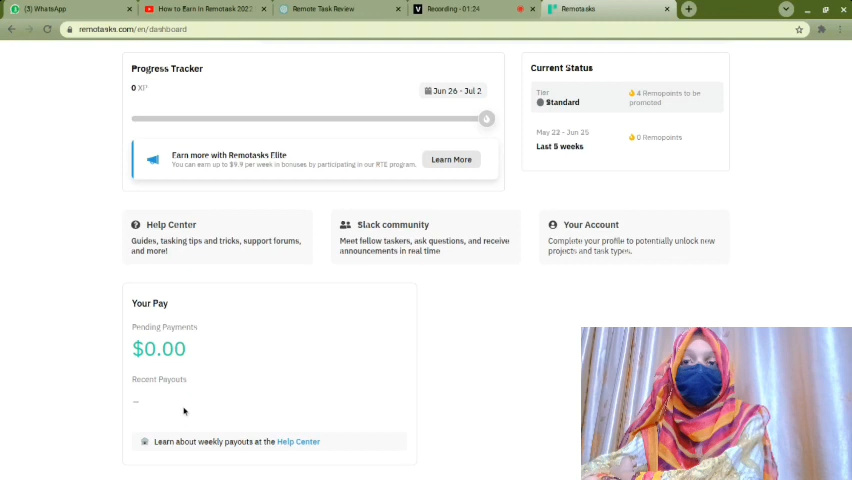 (3) WhatsApp
How to Earn In Remotask 2023
Remote Task Review
Recording - 01:24
Remotasks
remotasks.com/en/dashboard
Progress Tracker
0 XP
Jun 26 - Jul 2
Earn more with Remotasks Elite
You can earn up to $9.9 per week in bonuses by participating in our RTE program.
Learn More
Current Status
Tier
Standard
4 Remopoints to be
promoted
May 22 - Jun 25
Last 5 weeks
0 Remopoints
Help Center
Guides, tasking tips and tricks, support forums,
and more!
Slack community
Meet fellow taskers, ask questions, and receive
announcements in real time
Your Account
Complete your profile to potentially unlock new
projects and task types.
Your Pay
Pending Payments
$0.00
Recent Payouts
—
Learn about weekly payouts at the Help Center